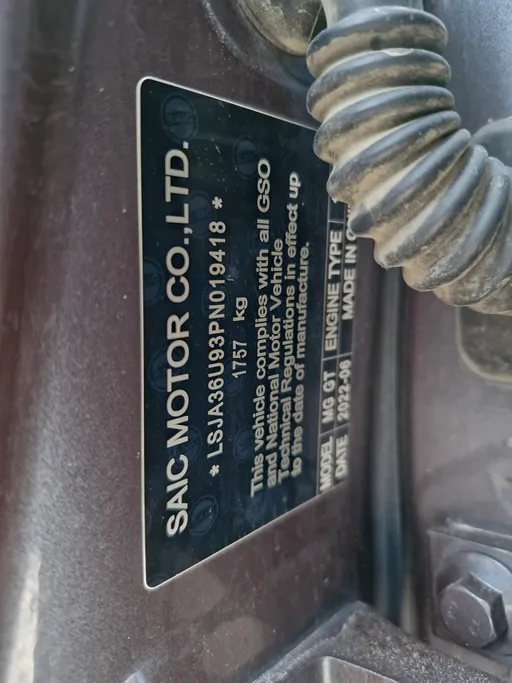 SAIC MOTOR CO.,LTD.
* LSJA36U93PN019418 *
1757 kg
This vehicle complies with all GSO
and National Motor Vehicle
Technical Regulations in effect up
to the date of manufacture.
MODEL MG GT ENGINE TYPE
DATE 2022-06 MADE IN